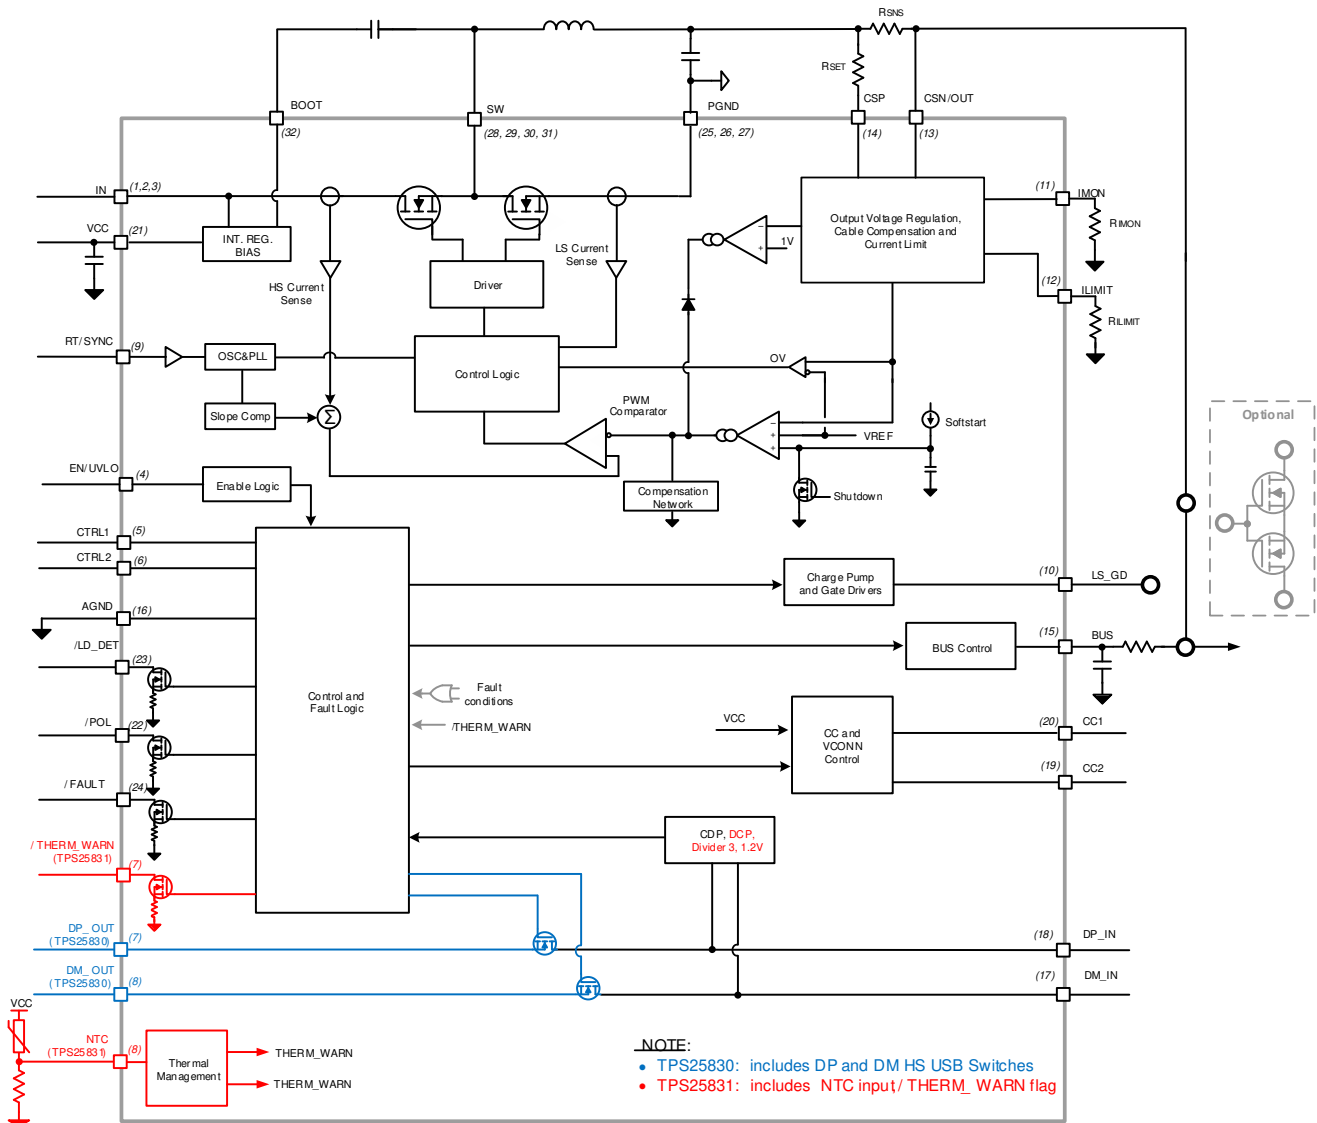 RSNS
RSET
BOOT
SW
PGND
CSP
CSN/OUT
(32)
(28, 29, 30, 31)
(25, 26, 27)
(14)
(13)
IN
(1,2,3)
VCC
(21)
INT. REG.
BIAS
HS Current
Sense
LS Current
Sense
Driver
1V
Output Voltage Regulation,
Cable Compensation and
Current Limit
(11)
IMON
RIMON
(12)
ILIMIT
RILIMIT
RT/SYNC
(9)
OSC&PLL
Control Logic
OV
Slope Comp
Σ
PWM
Comparator
VREF
Softstart
Optional
EN/UVLO
(4)
Enable Logic
Compensation
Network
Shutdown
CTRL1
(5)
CTRL2
(6)
AGND
(16)
/LD_DET
(23)
/POL
(22)
/ FAULT
(24)
/ THERM_WARN
(TPS25831)
(7)
Control and
Fault Logic
Fault
conditions
/THERM_WARN
Charge Pump
and Gate Drivers
(10)
LS_GD
BUS Control
(15)
BUS
VCC
CC and
VCONN
Control
(20)
CC1
(19)
CC2
CDP, DCP,
Divider 3, 1.2V
DP_OUT
(TPS25830)
(7)
(18)
DP_IN
DM_OUT
(TPS25830)
(8)
(17)
DM_IN
VCC
NTC
(TPS25831)
(8)
Thermal
Management
THERM_WARN
THERM_WARN
NOTE:
• TPS25830: includes DP and DM HS USB Switches
• TPS25831: includes NTC input,/ THERM_ WARN flag